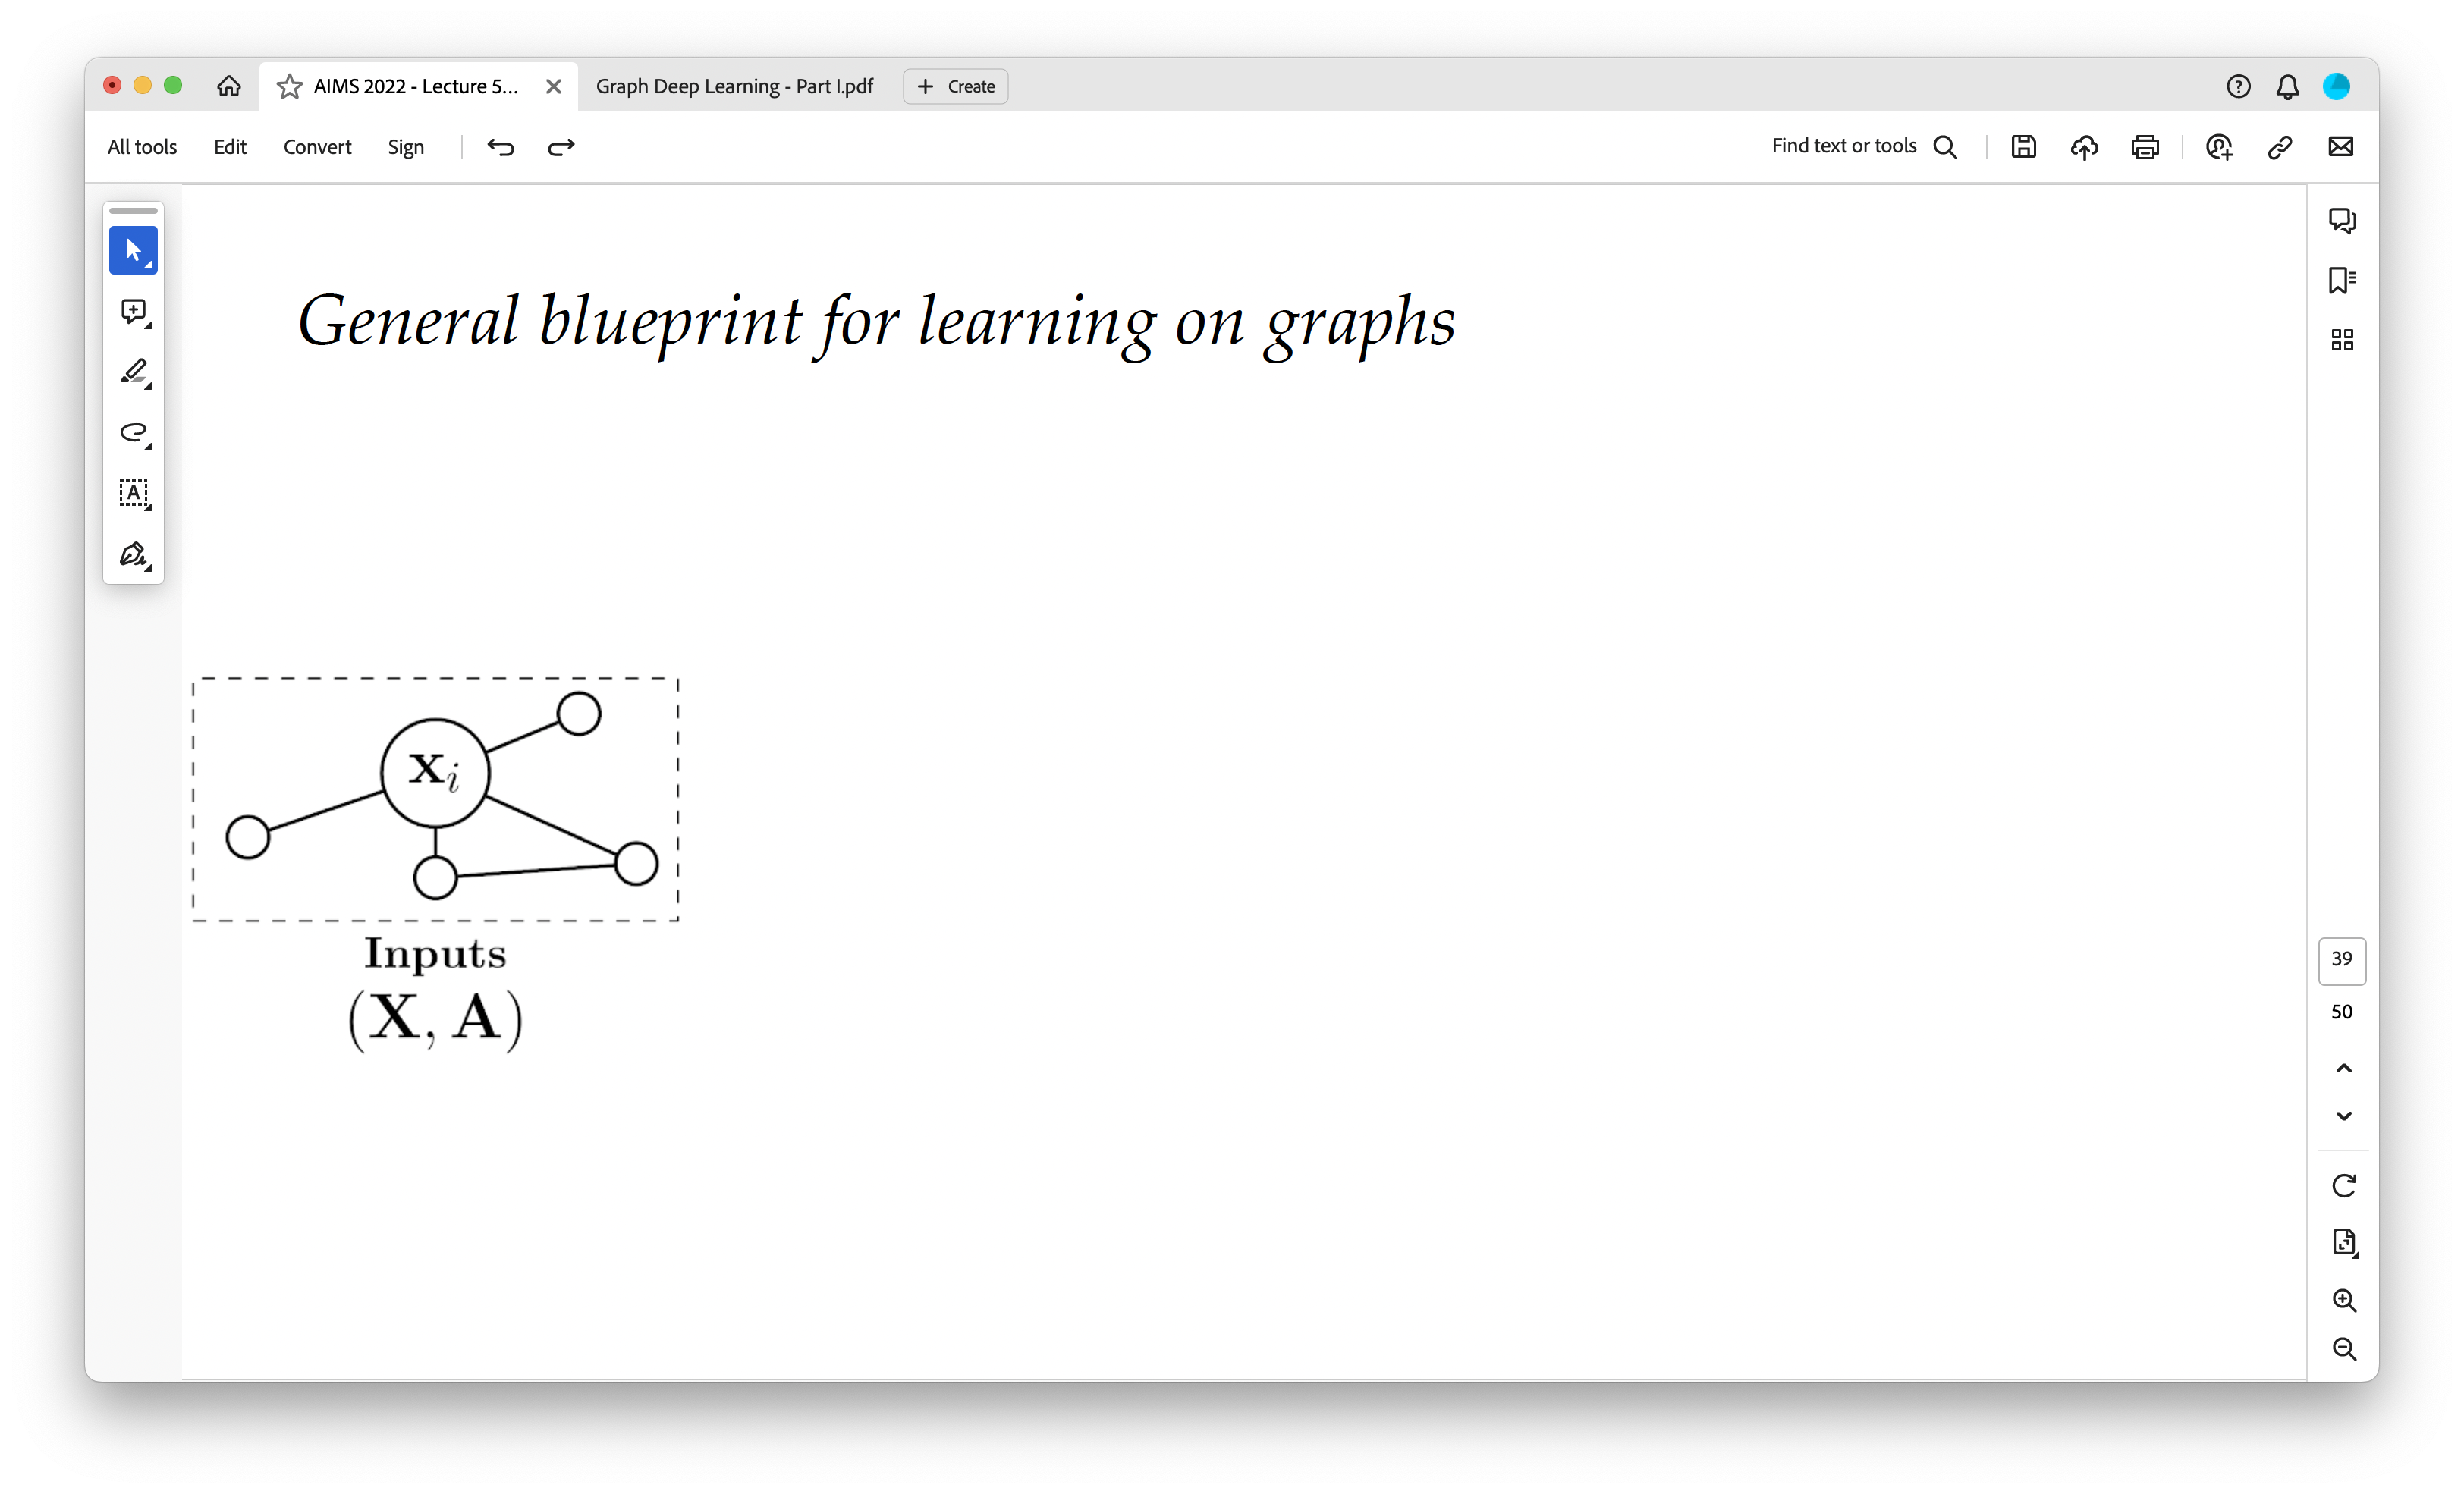 AIMS 2022 - Lecture 5...
Graph Deep Learning - Part I.pdf
Create
All tools
Edit
Convert
Sign
Find text or tools
General blueprint for learning on graphs
x_i
Inputs
(X, A)
39
50